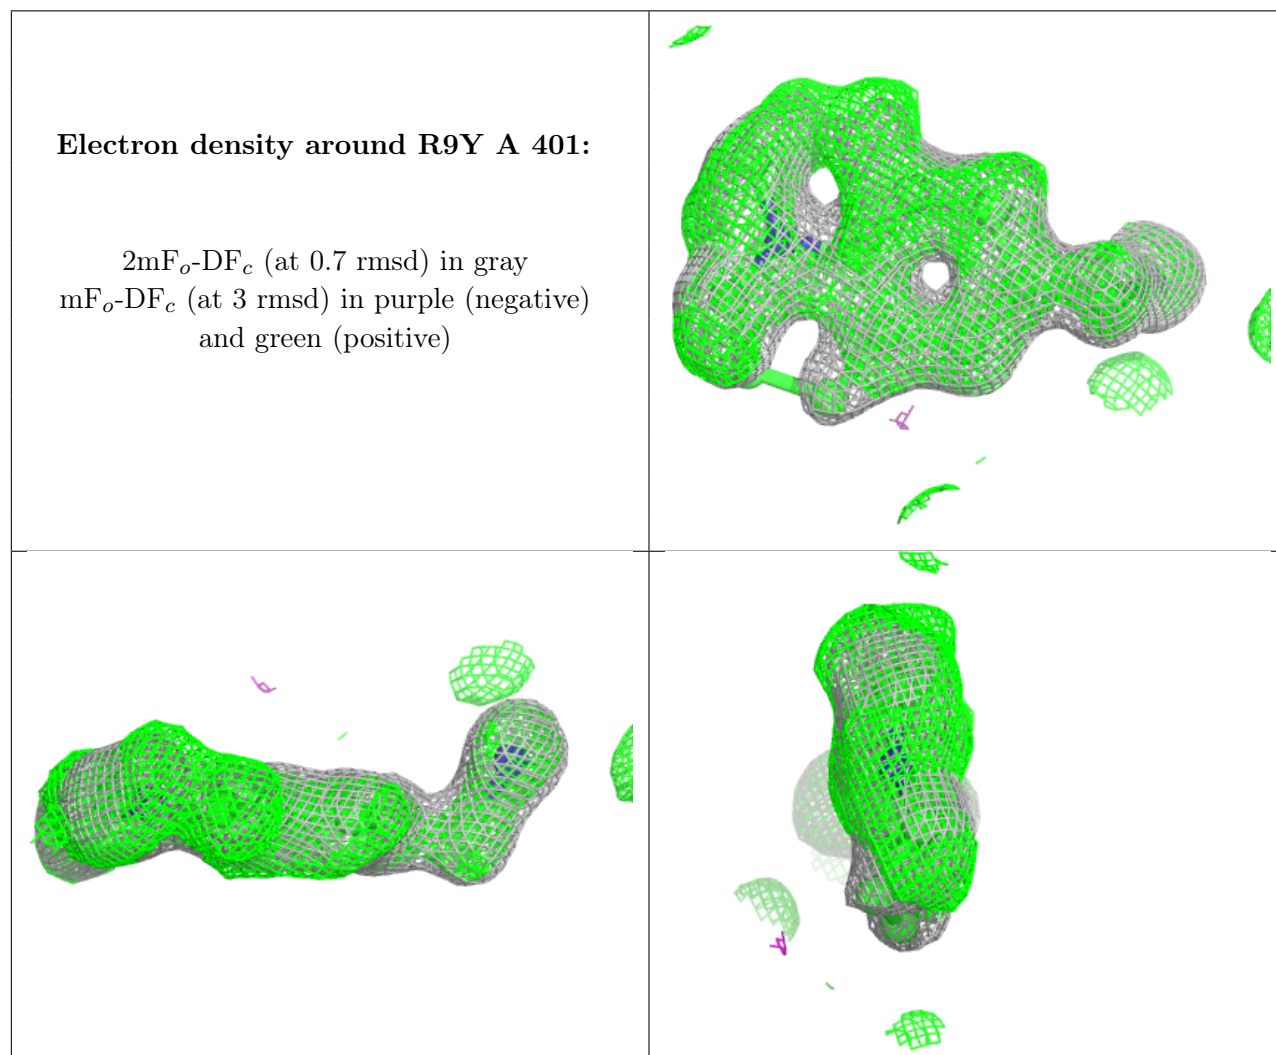 Electron density around R9Y A 401:
2mFₒ-DF𝒸 (at 0.7 rmsd) in gray
mFₒ-DF𝒸 (at 3 rmsd) in purple (negative)
and green (positive)